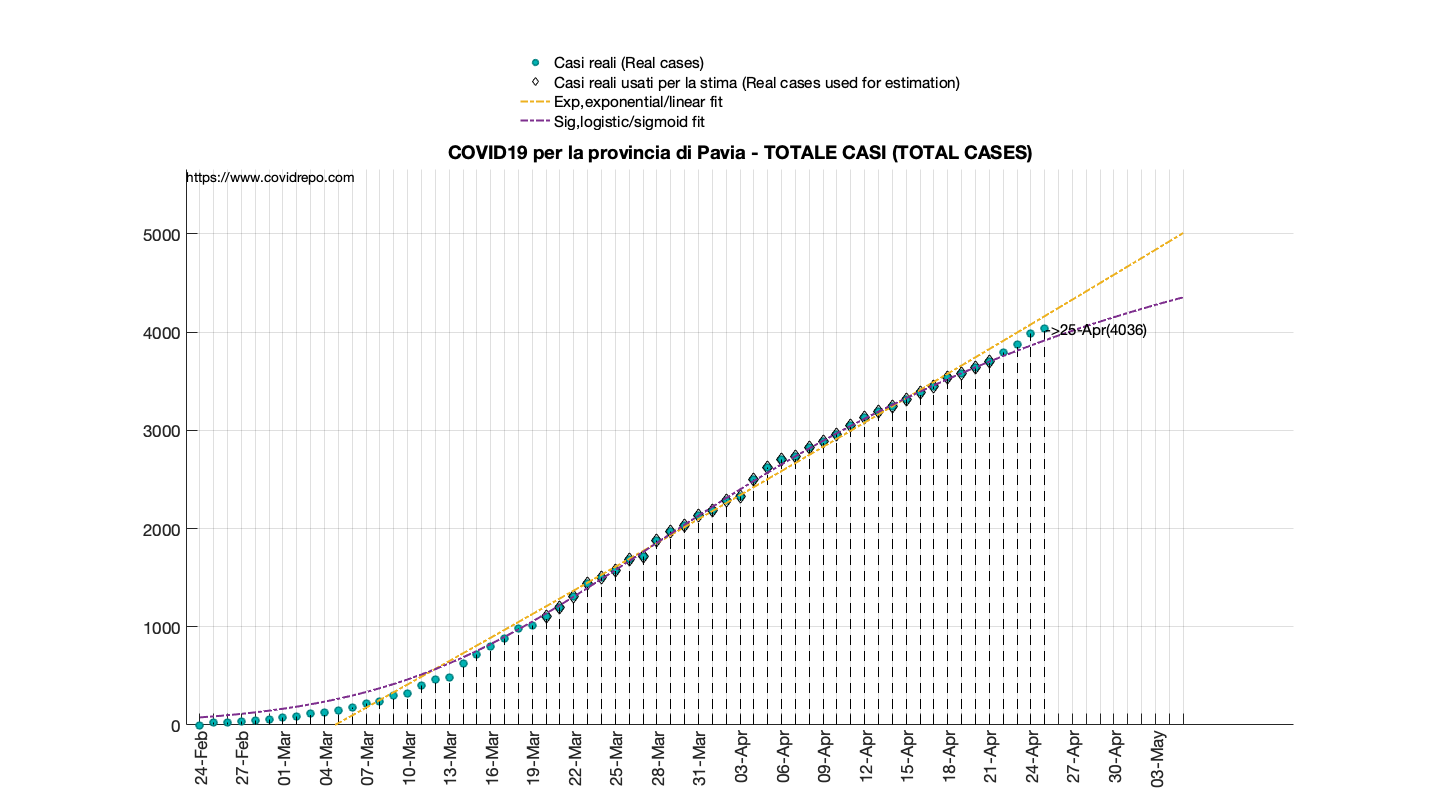 Casi reali (Real cases)
Casi reali usati per la stima (Real cases used for estimation)
Exp,exponential/linear fit
Sig,logistic/sigmoid fit
COVID19 per la provincia di Pavia - TOTALE CASI (TOTAL CASES)
https://www.covidrepo.com
5000
4000
3000
2000
1000
0
->25-Apr(4036)
24-Feb
27-Feb
01-Mar
04-Mar
07-Mar
10-Mar
13-Mar
16-Mar
19-Mar
22-Mar
25-Mar
28-Mar
31-Mar
03-Apr
06-Apr
09-Apr
12-Apr
15-Apr
18-Apr
21-Apr
24-Apr
27-Apr
30-Apr
03-May